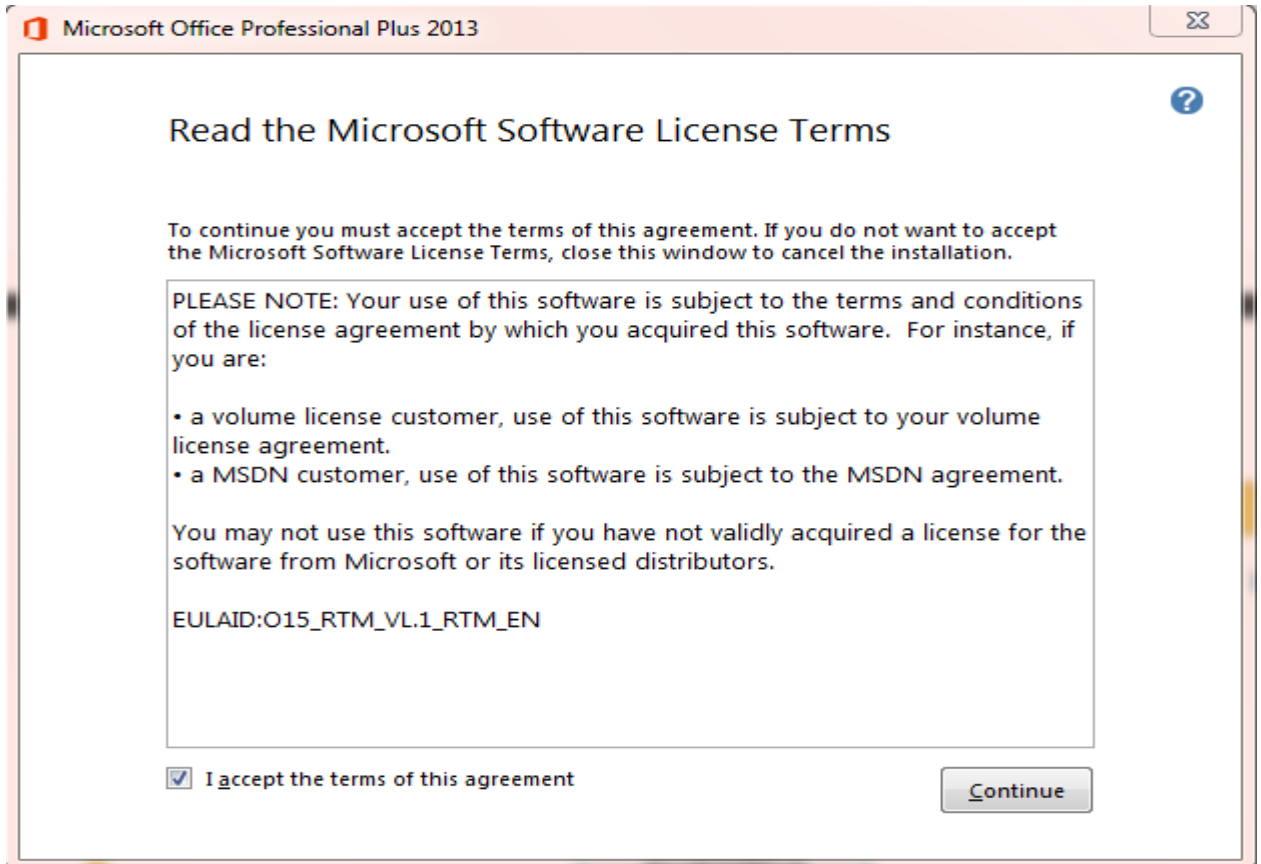 Microsoft Office Professional Plus 2013
Read the Microsoft Software License Terms
To continue you must accept the terms of this agreement. If you do not want to accept
the Microsoft Software License Terms, close this window to cancel the installation.
PLEASE NOTE: Your use of this software is subject to the terms and conditions
of the license agreement by which you acquired this software.  For instance, if
you are:
• a volume license customer, use of this software is subject to your volume
license agreement.
• a MSDN customer, use of this software is subject to the MSDN agreement.
You may not use this software if you have not validly acquired a license for the
software from Microsoft or its licensed distributors.
EULAID:O15_RTM_VL.1_RTM_EN
I accept the terms of this agreement
Continue